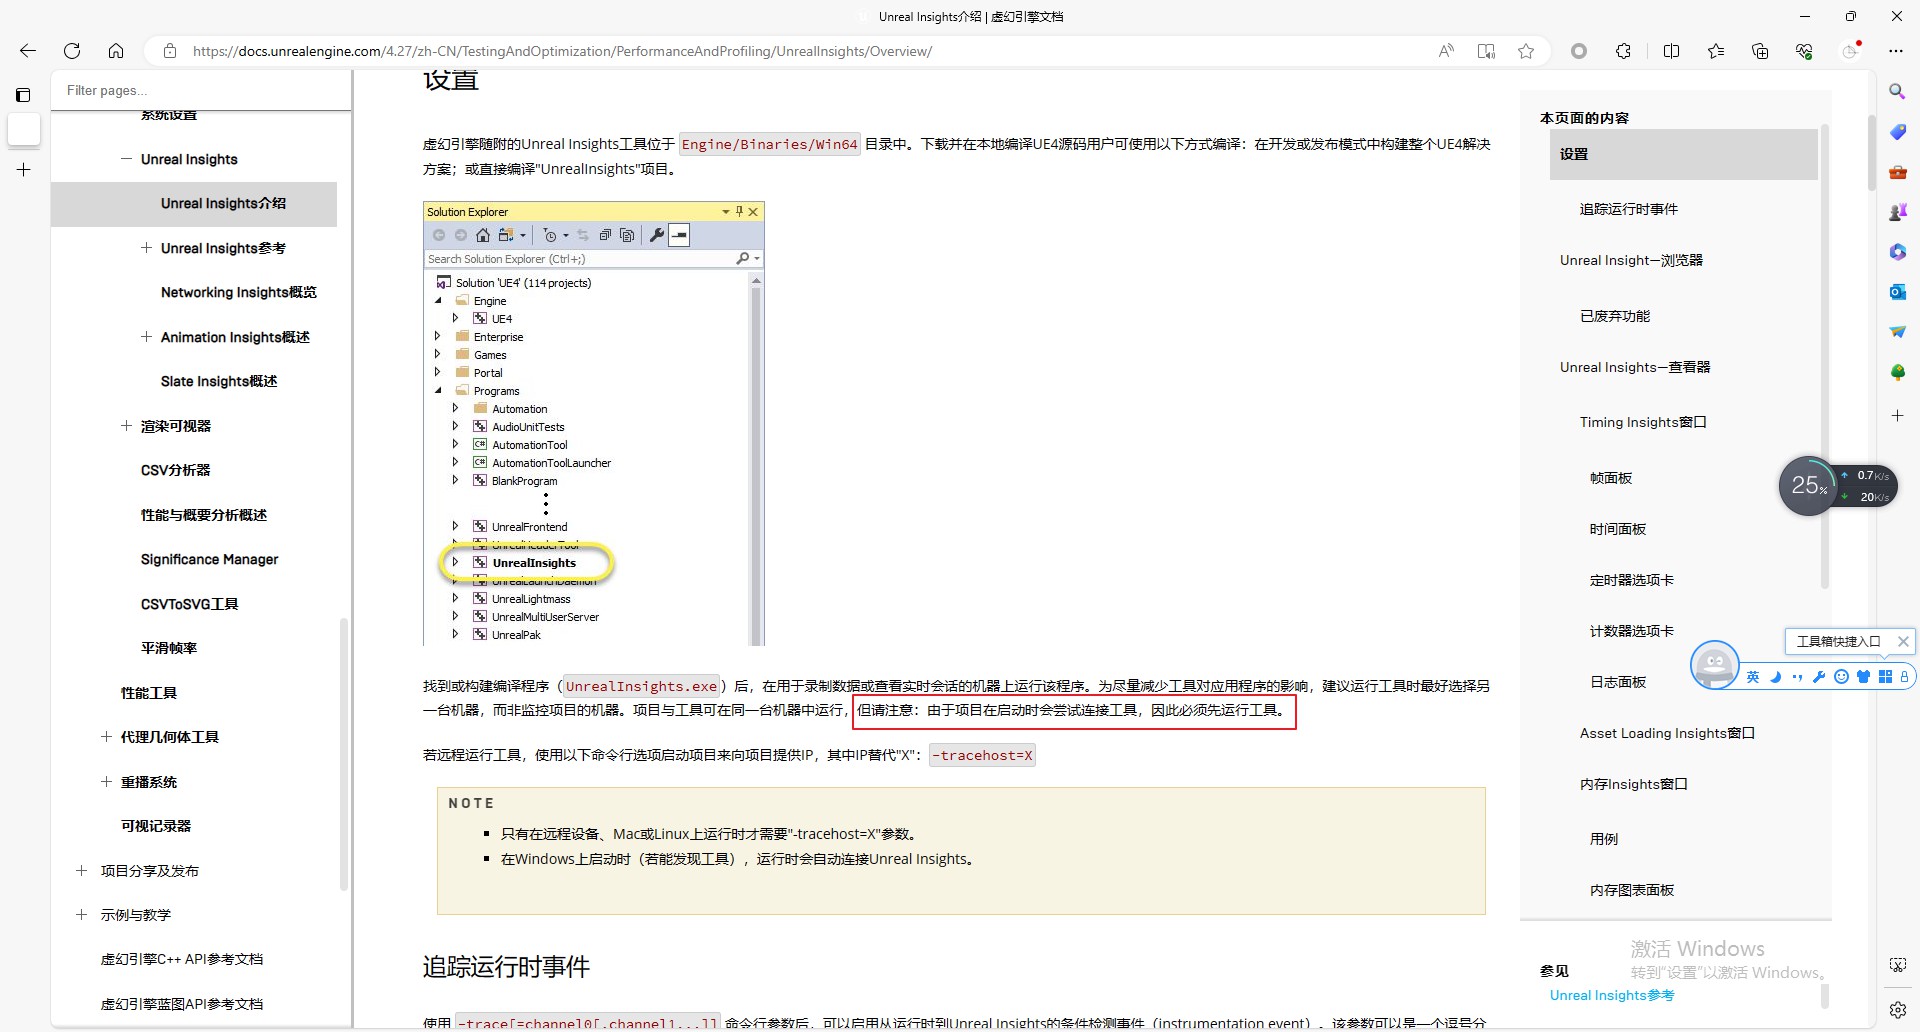 Unreal Insights介绍 | 虚幻引擎文档
https://docs.unrealengine.com/4.27/zh-CN/TestingAndOptimization/PerformanceAndProfiling/UnrealInsights/Overview/
Filter pages...
系统设置
Unreal Insights
Unreal Insights介绍
Unreal Insights参考
Networking Insights概览
Animation Insights概述
Slate Insights概述
渲染可视器
CSV分析器
性能与概要分析概述
Significance Manager
CSVToSVG工具
平滑帧率
性能工具
代理几何体工具
重播系统
可视记录器
项目分享及发布
示例与教学
虚幻引擎C++ API参考文档
虚幻引擎蓝图API参考文档
设置
虚幻引擎随附的Unreal Insights工具位于 Engine/Binaries/Win64 目录中。下载并在本地编译UE4源码用户可使用以下方式编译：在开发或发布模式中构建整个UE4解决
方案；或直接编译"UnrealInsights"项目。
Solution Explorer
Search Solution Explorer (Ctrl+;)
Solution 'UE4' (114 projects)
Engine
UE4
Enterprise
Games
Portal
Programs
Automation
AudioUnitTests
C# AutomationTool
C# AutomationToolLauncher
BlankProgram
UnrealFrontend
UnrealHeaderTool
UnrealInsights
UnrealLaunchDaemon
UnrealLightmass
UnrealMultiUserServer
UnrealPak
找到或构建编译程序（UnrealInsights.exe）后，在用于录制数据或查看实时会话的机器上运行该程序。为尽量减少工具对应用程序的影响，建议运行工具时最好选择另
一台机器，而非监控项目的机器。项目与工具可在同一台机器中运行，但请注意：由于项目在启动时会尝试连接工具，因此必须先运行工具。
若远程运行工具，使用以下命令行选项启动项目来向项目提供IP，其中IP替代"X"： -tracehost=X
NOTE
只有在远程设备、Mac或Linux上运行时才需要"-tracehost=X"参数。
在Windows上启动时（若能发现工具），运行时会自动连接Unreal Insights。
追踪运行时事件
使用 -trace[=channel0[,channel1...]] 命令行参数后，可以启用从运行时到Unreal Insights的条件检测事件（instrumentation event）。该参数可以是一个逗号分
本页面的内容
设置
追踪运行时事件
Unreal Insight—浏览器
已废弃功能
Unreal Insights—查看器
Timing Insights窗口
帧面板
时间面板
定时器选项卡
计数器选项卡
日志面板
Asset Loading Insights窗口
内存Insights窗口
用例
内存图表面板
参见
Unreal Insights参考
25%
0.7K/s
20K/s
工具箱快捷入口
英
激活 Windows
转到"设置"以激活 Windows。